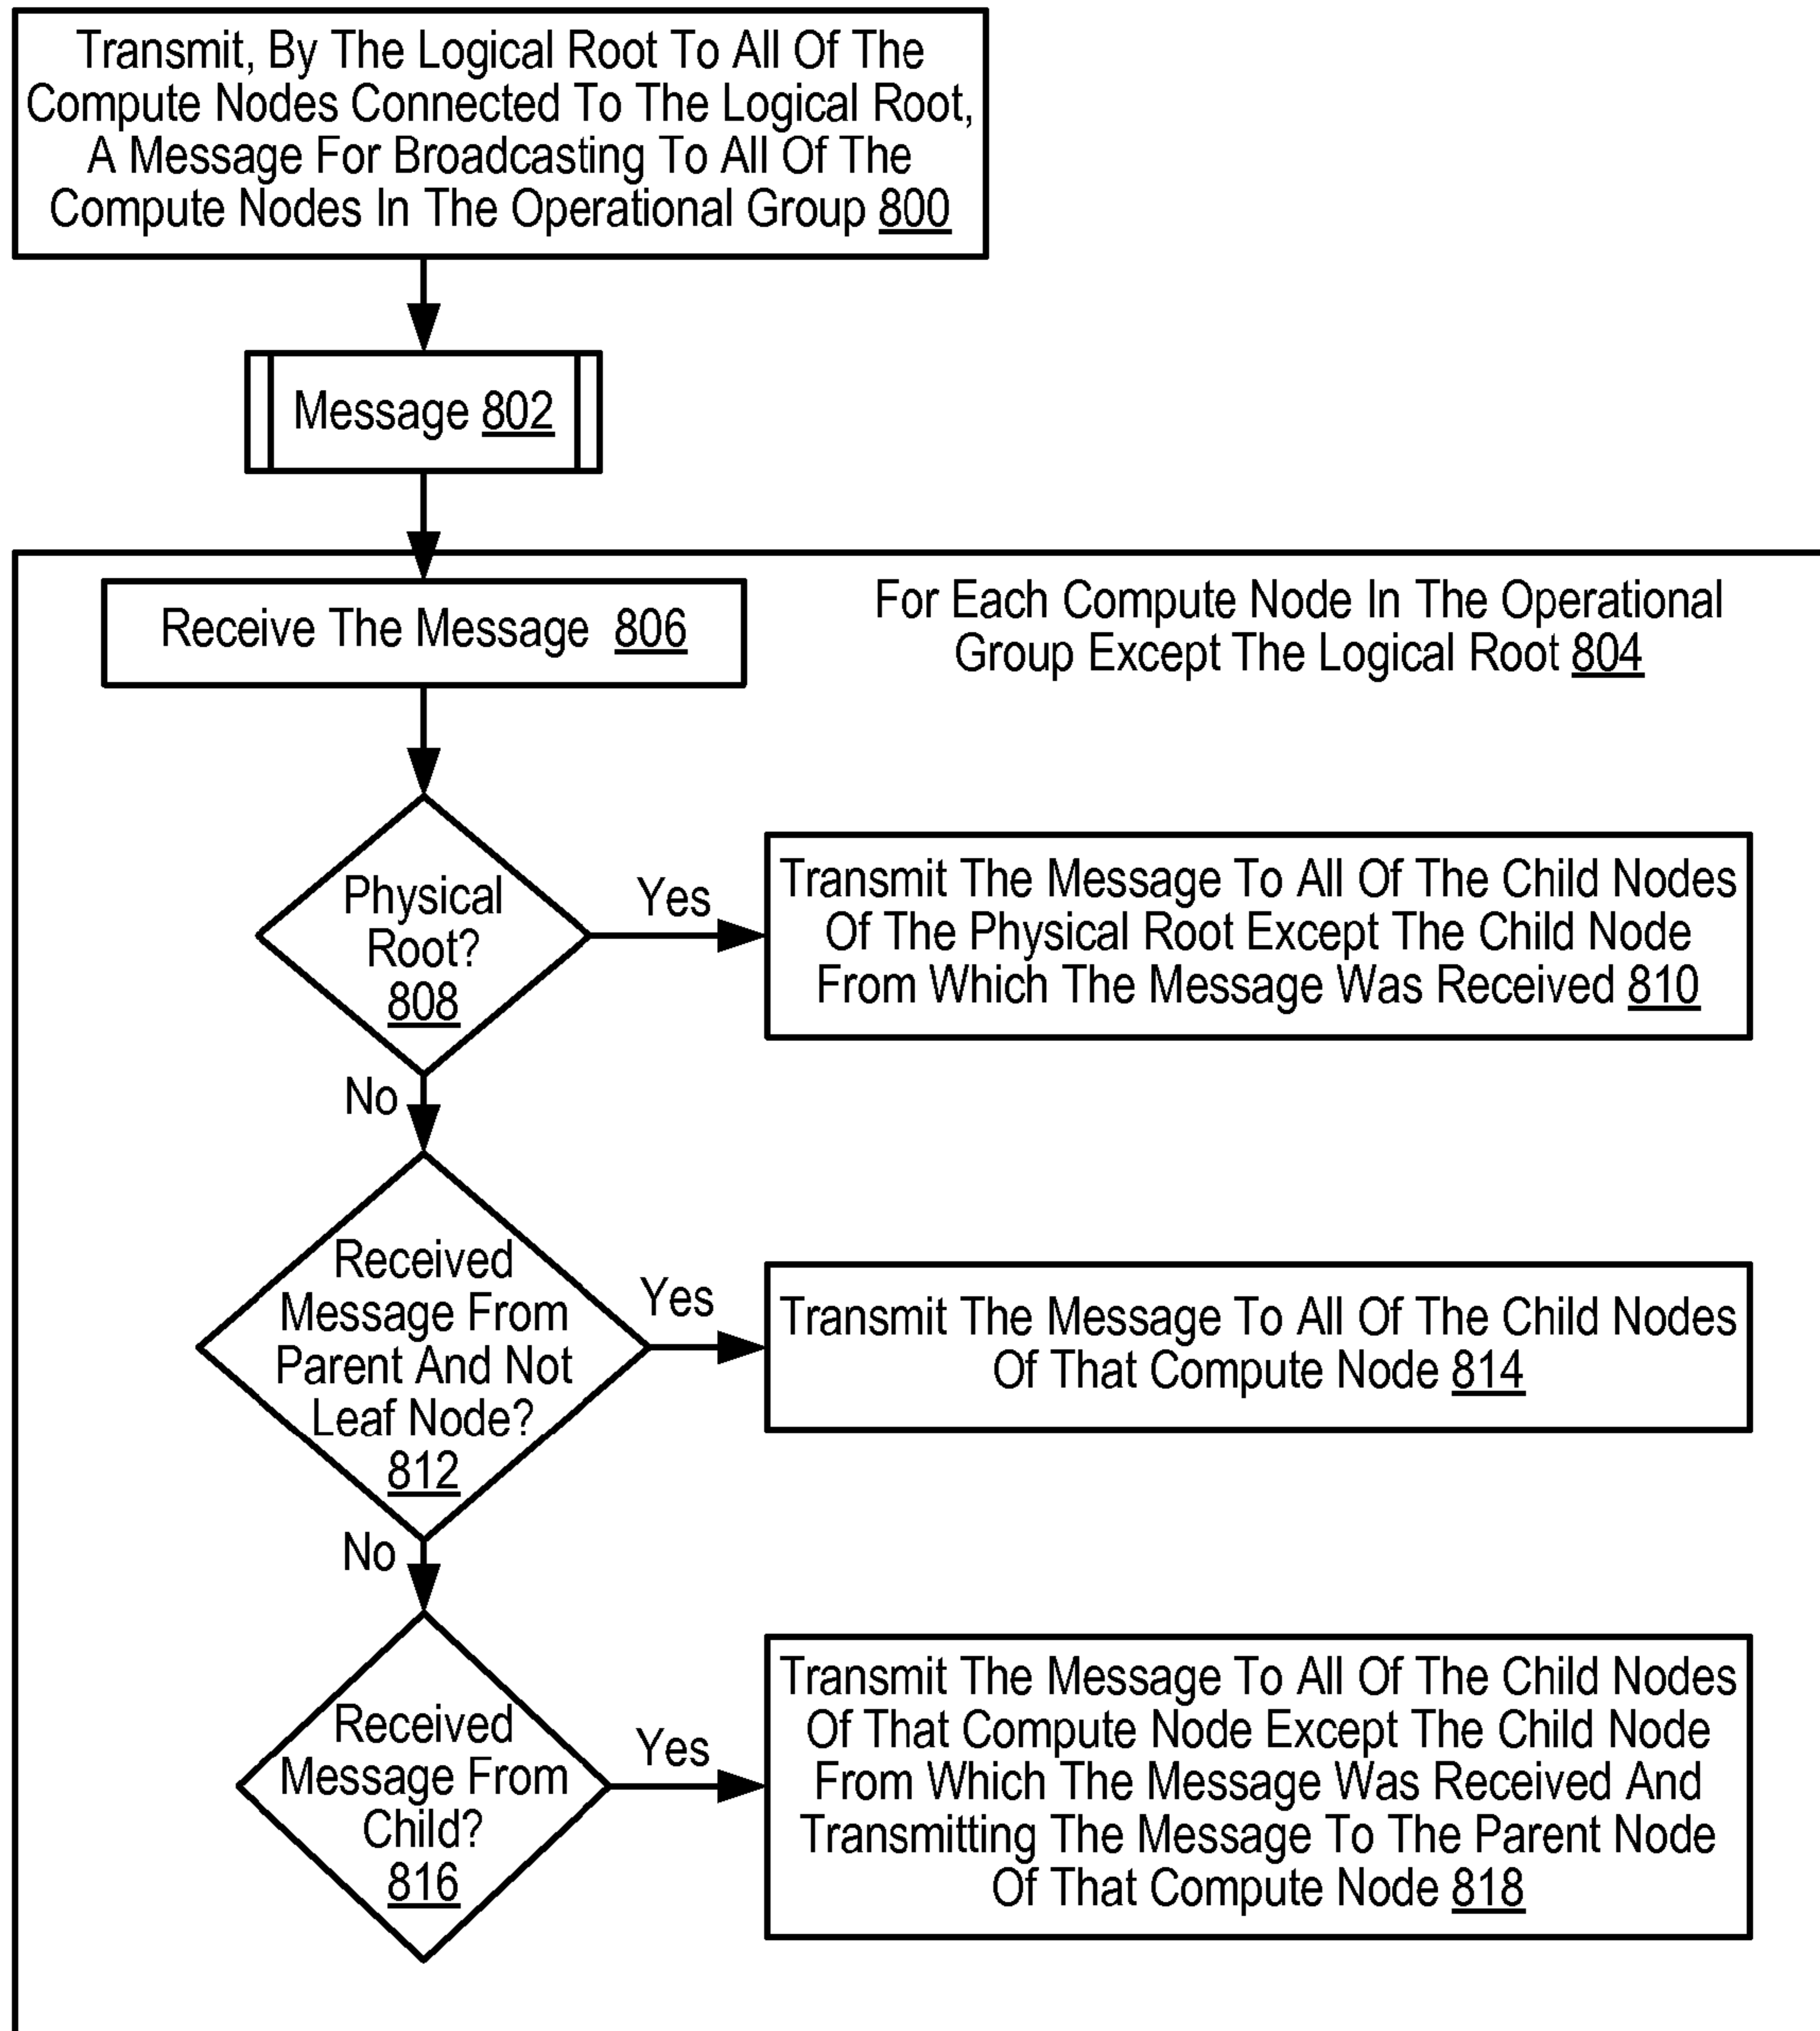 Transmit, By The Logical Root To All Of The
Compute Nodes Connected To The Logical Root,
A Message For Broadcasting To All Of The
Compute Nodes In The Operational Group 800
Message 802
Receive The Message 806
For Each Compute Node In The Operational
Group Except The Logical Root 804
Physical
Root?
808
Yes
Transmit The Message To All Of The Child Nodes
Of The Physical Root Except The Child Node
From Which The Message Was Received 810
No
Received
Message From
Parent And Not
Leaf Node?
812
Yes
Transmit The Message To All Of The Child Nodes
Of That Compute Node 814
No
Received
Message From
Child?
816
Yes
Transmit The Message To All Of The Child Nodes
Of That Compute Node Except The Child Node
From Which The Message Was Received And
Transmitting The Message To The Parent Node
Of That Compute Node 818